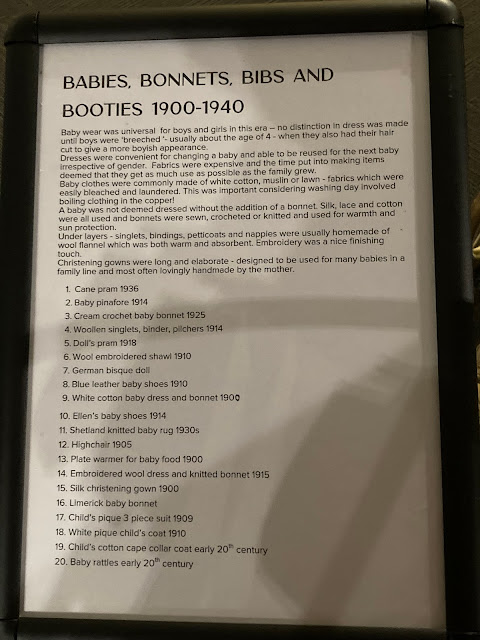 BABIES, BONNETS, BIBS AND
BOOTIES 1900-1940
Baby wear was universal for boys and girls in this era – no distinction in dress was made
until boys were 'breeched'- usually about the age of 4 - when they also had their hair
cut to give a more boyish appearance.
Dresses were convenient for changing a baby and able to be reused for the next baby
irrespective of gender. Fabrics were expensive and the time put into making items
deemed that they get as much use as possible as the family grew.
Baby clothes were commonly made of white cotton, muslin or lawn - fabrics which were
easily bleached and laundered. This was important considering washing day involved
boiling clothing in the copper!
A baby was not deemed dressed without the addition of a bonnet. Silk, lace and cotton
were all used and bonnets were sewn, crocheted or knitted and used for warmth and
sun protection.
Under layers - singlets, bindings, petticoats and nappies were usually homemade of
wool flannel which was both warm and absorbent. Embroidery was a nice finishing
touch.
Christening gowns were long and elaborate - designed to be used for many babies in a
family line and most often lovingly handmade by the mother.
1. Cane pram 1936
2. Baby pinafore 1914
3. Cream crochet baby bonnet 1925
4. Woollen singlets, binder, pilchers 1914
5. Doll's pram 1918
6. Wool embroidered shawl 1910
7. German bisque doll
8. Blue leather baby shoes 1910
9. White cotton baby dress and bonnet 1900
10. Ellen's baby shoes 1914
11. Shetland knitted baby rug 1930s
12. Highchair 1905
13. Plate warmer for baby food 1900
14. Embroidered wool dress and knitted bonnet 1915
15. Silk christening gown 1900
16. Limerick baby bonnet
17. Child's pique 3 piece suit 1909
18. White pique child's coat 1910
19. Child's cotton cape collar coat early 20th century
20. Baby rattles early 20th century